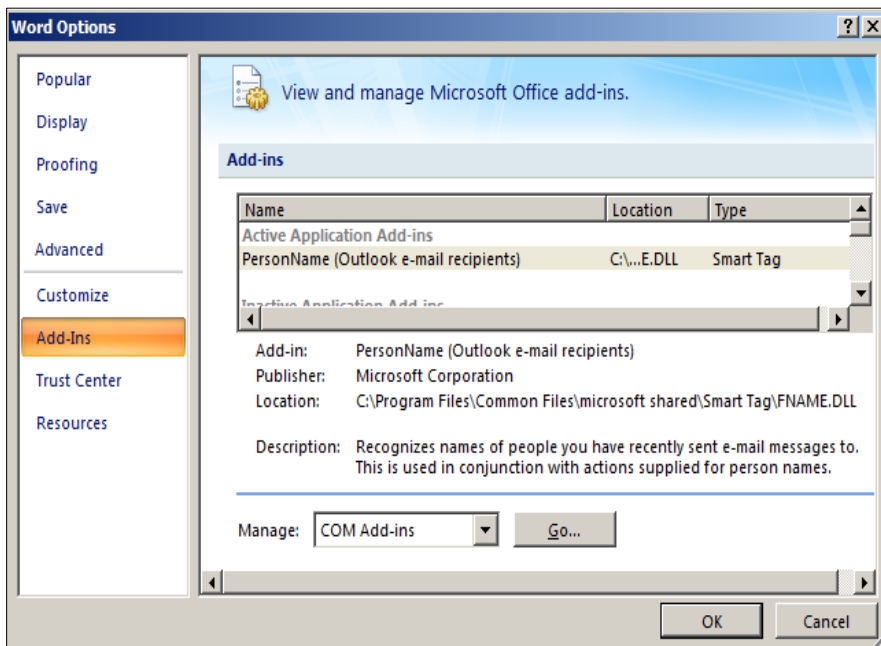 Word Options
Popular
Display
Proofing
Save
Advanced
Customize
Add-Ins
Trust Center
Resources
View and manage Microsoft Office add-ins.
Add-ins
Name Location Type
Active Application Add-ins
PersonName (Outlook e-mail recipients) C:\...E.DLL Smart Tag
Inactive Application Add-ins
Add-in: PersonName (Outlook e-mail recipients)
Publisher: Microsoft Corporation
Location: C:\Program Files\Common Files\microsoft shared\Smart Tag\FNAME.DLL
Description: Recognizes names of people you have recently sent e-mail messages to.
This is used in conjunction with actions supplied for person names.
Manage: COM Add-ins Go...
OK Cancel